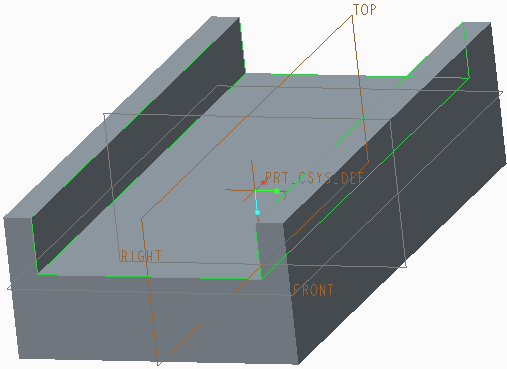 TOP
PRT_CSYS_DEF
RIGHT
FRONT